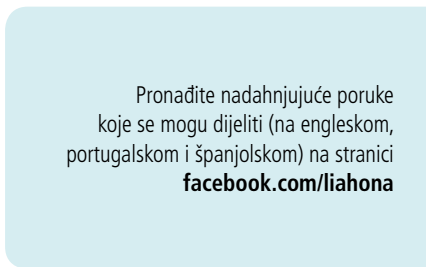 Pronađite nadahnjujuće poruke
koje se mogu dijeliti (na engleskom,
portugalskom i španjolskom) na stranici
facebook.com/liahona